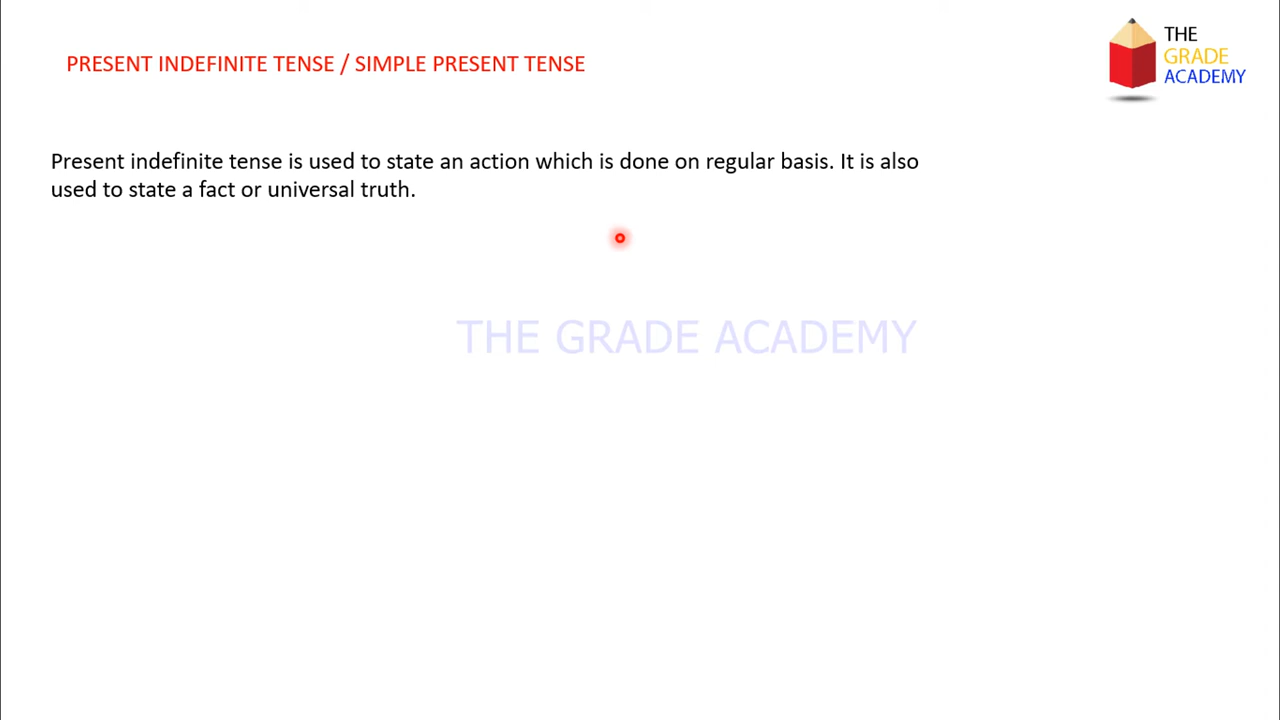 THE
GRADE
ACADEMY
PRESENT INDEFINITE TENSE / SIMPLE PRESENT TENSE
Present indefinite tense is used to state an action which is done on regular basis. It is also
used to state a fact or universal truth.
THE GRADE ACADEMY